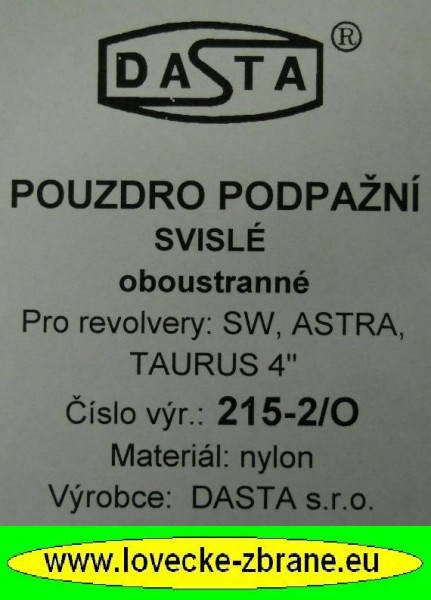 DASTA ®
POUZDRO PODPAŽNÍ
SVISLÉ
oboustranné
Pro revolvery: SW, ASTRA,
TAURUS 4"
Číslo výr.: 215-2/O
Materiál: nylon
Výrobce: DASTA s.r.o.
www.lovecke-zbrane.eu